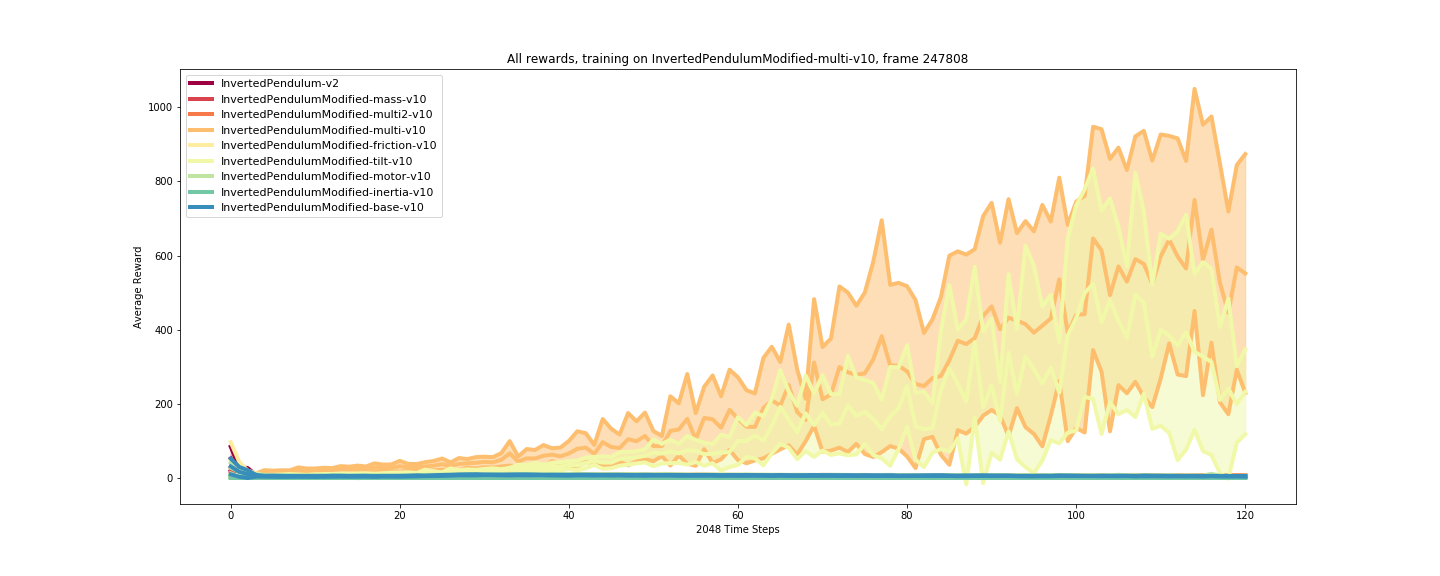 All rewards, training on InvertedPendulumModified-multi-v10, frame 247808
InvertedPendulum-v2
InvertedPendulumModified-mass-v10
InvertedPendulumModified-multi2-v10
InvertedPendulumModified-multi-v10
InvertedPendulumModified-friction-v10
InvertedPendulumModified-tilt-v10
InvertedPendulumModified-motor-v10
InvertedPendulumModified-inertia-v10
InvertedPendulumModified-base-v10
Average Reward
1000
800
600
400
200
0
0 20 40 60 80 100 120
2048 Time Steps